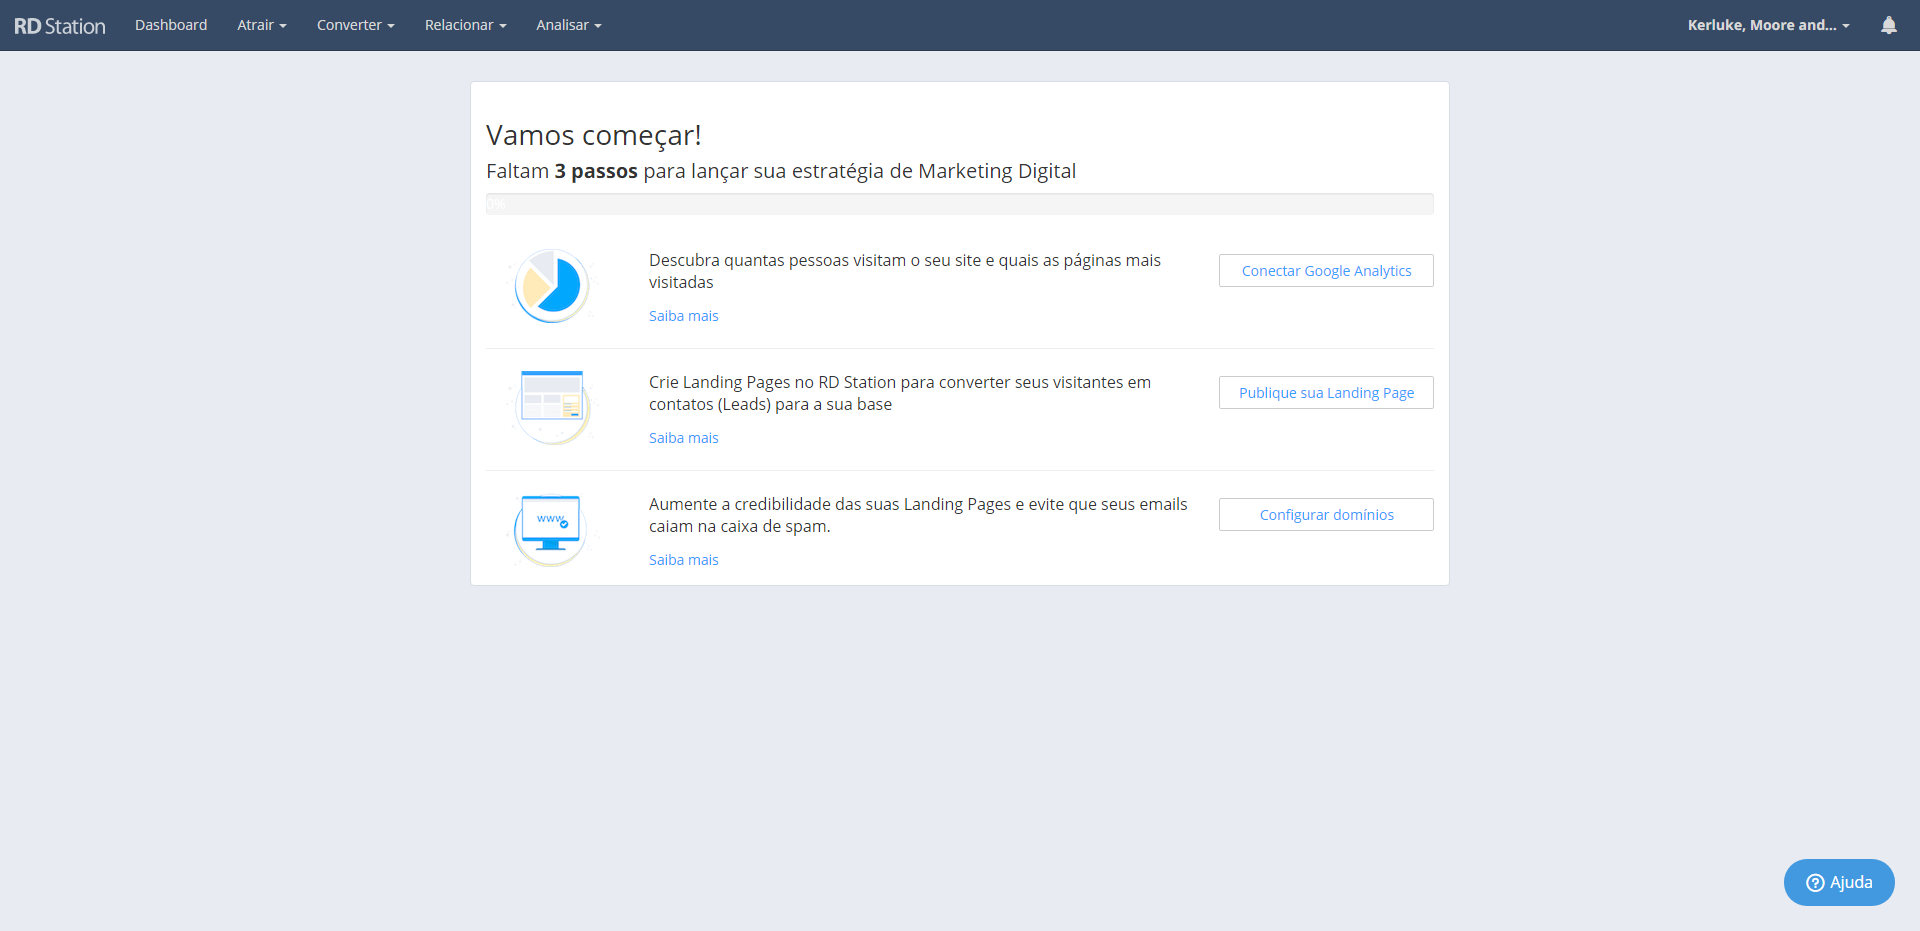 RD Station Dashboard Atrair Converter Relacionar Analisar Kerluke, Moore and...
Vamos começar!
Faltam 3 passos para lançar sua estratégia de Marketing Digital
0%
Descubra quantas pessoas visitam o seu site e quais as páginas mais
visitadas
Saiba mais
Conectar Google Analytics
Crie Landing Pages no RD Station para converter seus visitantes em
contatos (Leads) para a sua base
Saiba mais
Publique sua Landing Page
www
Aumente a credibilidade das suas Landing Pages e evite que seus emails
caiam na caixa de spam.
Saiba mais
Configurar domínios
Ajuda